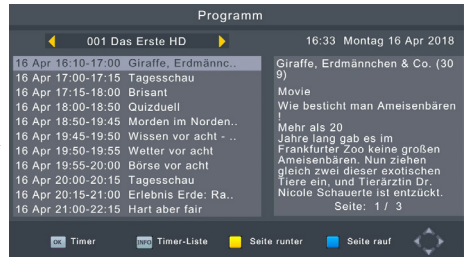 Programm
001 Das Erste HD
16:33 Montag 16 Apr 2018
16 Apr 16:10-17:00 Giraffe, Erdmännc..
16 Apr 17:00-17:15 Tagesschau
16 Apr 17:15-18:00 Brisant
16 Apr 18:00-18:50 Quizduell
16 Apr 18:50-19:45 Morden im Norden..
16 Apr 19:45-19:50 Wissen vor acht - ..
16 Apr 19:50-19:55 Wetter vor acht
16 Apr 19:55-20:00 Börse vor acht
16 Apr 20:00-20:15 Tagesschau
16 Apr 20:15-21:00 Erlebnis Erde: Ra..
16 Apr 21:00-22:15 Hart aber fair
Giraffe, Erdmännchen & Co. (30
9)
Movie
Wie besticht man Ameisenbären
!
Mehr als 20
Jahre lang gab es im
Frankfurter Zoo keine großen
Ameisenbären. Nun ziehen
gleich zwei dieser exotischen
Tiere ein, und Tierärztin Dr.
Nicole Schauerte ist entzückt.
Seite: 1 / 3
OK Timer
INFO Timer-Liste
Seite runter
Seite rauf